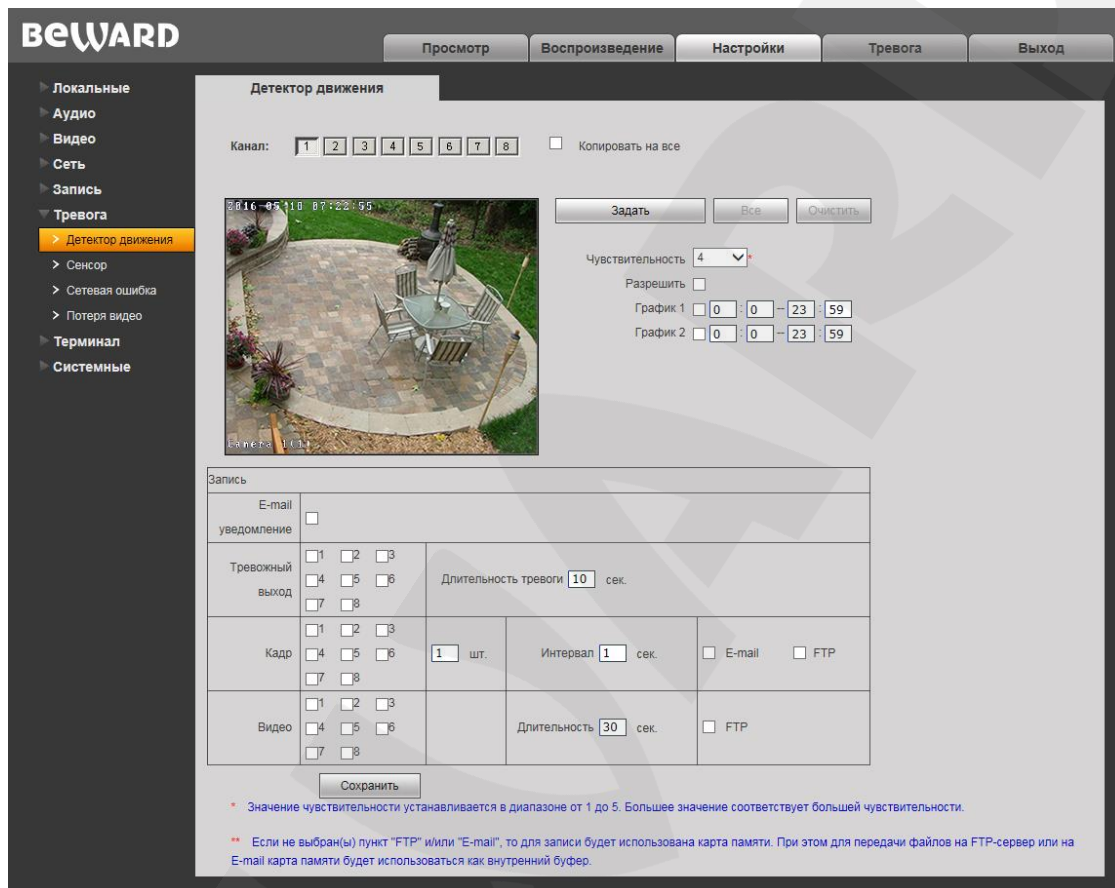 BEWARD
Просмотр Воспроизведение Настройки Тревога Выход
Локальные
Аудио
Видео
Сеть
Запись
Тревога
Детектор движения
Сенсор
Сетевая ошибка
Потеря видео
Терминал
Системные
Детектор движения
Канал: 1 2 3 4 5 6 7 8 Копировать на все
2016-05-18 07:22:55
Camera 1(1)
Задать Все Очистить
Чувствительность 4 *
Разрешить
График 1 0 : 0 -- 23 : 59
График 2 0 : 0 -- 23 : 59
Запись
E-mail
уведомление
Тревожный
выход
1 2 3
4 5 6
7 8
Длительность тревоги 10 сек.
Кадр
1 2 3
4 5 6
7 8
1 шт. Интервал 1 сек. E-mail FTP
Видео
1 2 3
4 5 6
7 8
Длительность 30 сек. FTP
Сохранить
* Значение чувствительности устанавливается в диапазоне от 1 до 5. Большее значение соответствует большей чувствительности.
** Если не выбран(ы) пункт "FTP" и/или "E-mail", то для записи будет использована карта памяти. При этом для передачи файлов на FTP-сервер или на
E-mail карта памяти будет использоваться как внутренний буфер.